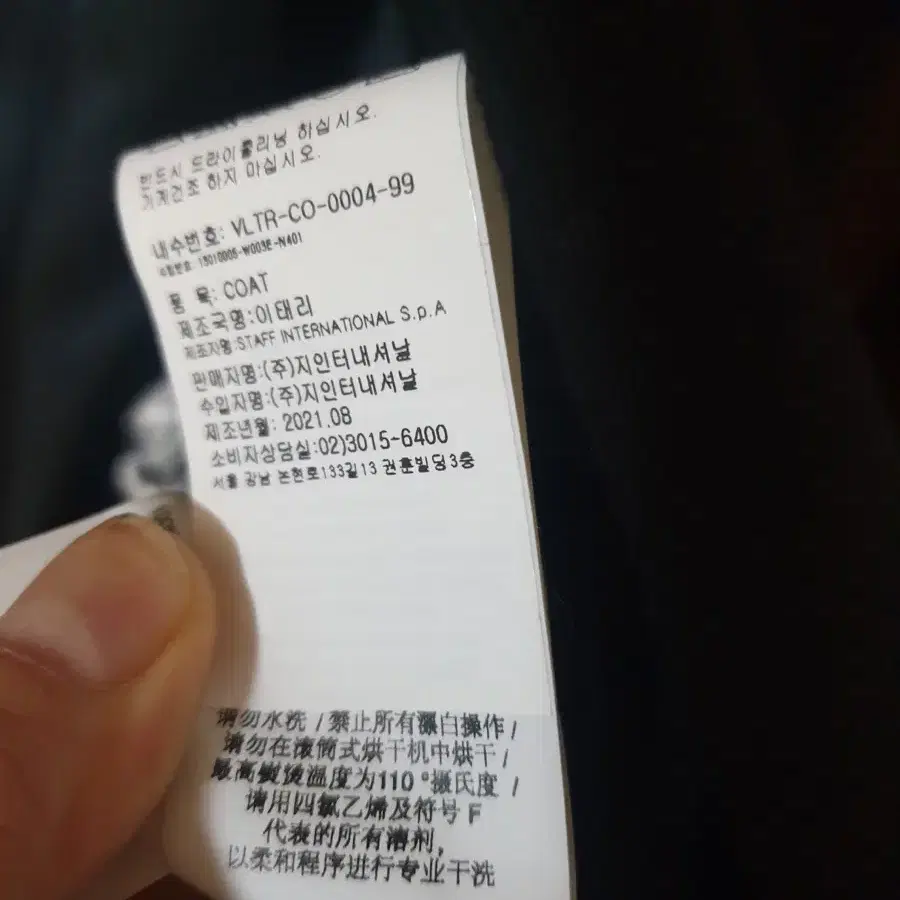 반드시 드라이클리닝 하십시오.
기계건조 하지 마십시오.
내수번호: VLTR-CO-0004-99
15010005-W003E-N401
품 목: COAT
제조국명:이태리
제조자명:STAFF INTERNATIONAL S.p.A
판매자명:(주)지인터내셔날
수입자명:(주)지인터내셔날
제조년월: 2021.08
소비자상담실:02)3015-6400
서울 강남 논현로133길13 권훈빌딩3층
请勿水洗 / 禁止所有漂白操作 /
请勿在滚筒式烘干机中烘干 /
最高熨烫温度为110 °摄氏度 /
请用四氯乙烯及符号 F
代表的所有溶剂,
以柔和程序进行专业干洗